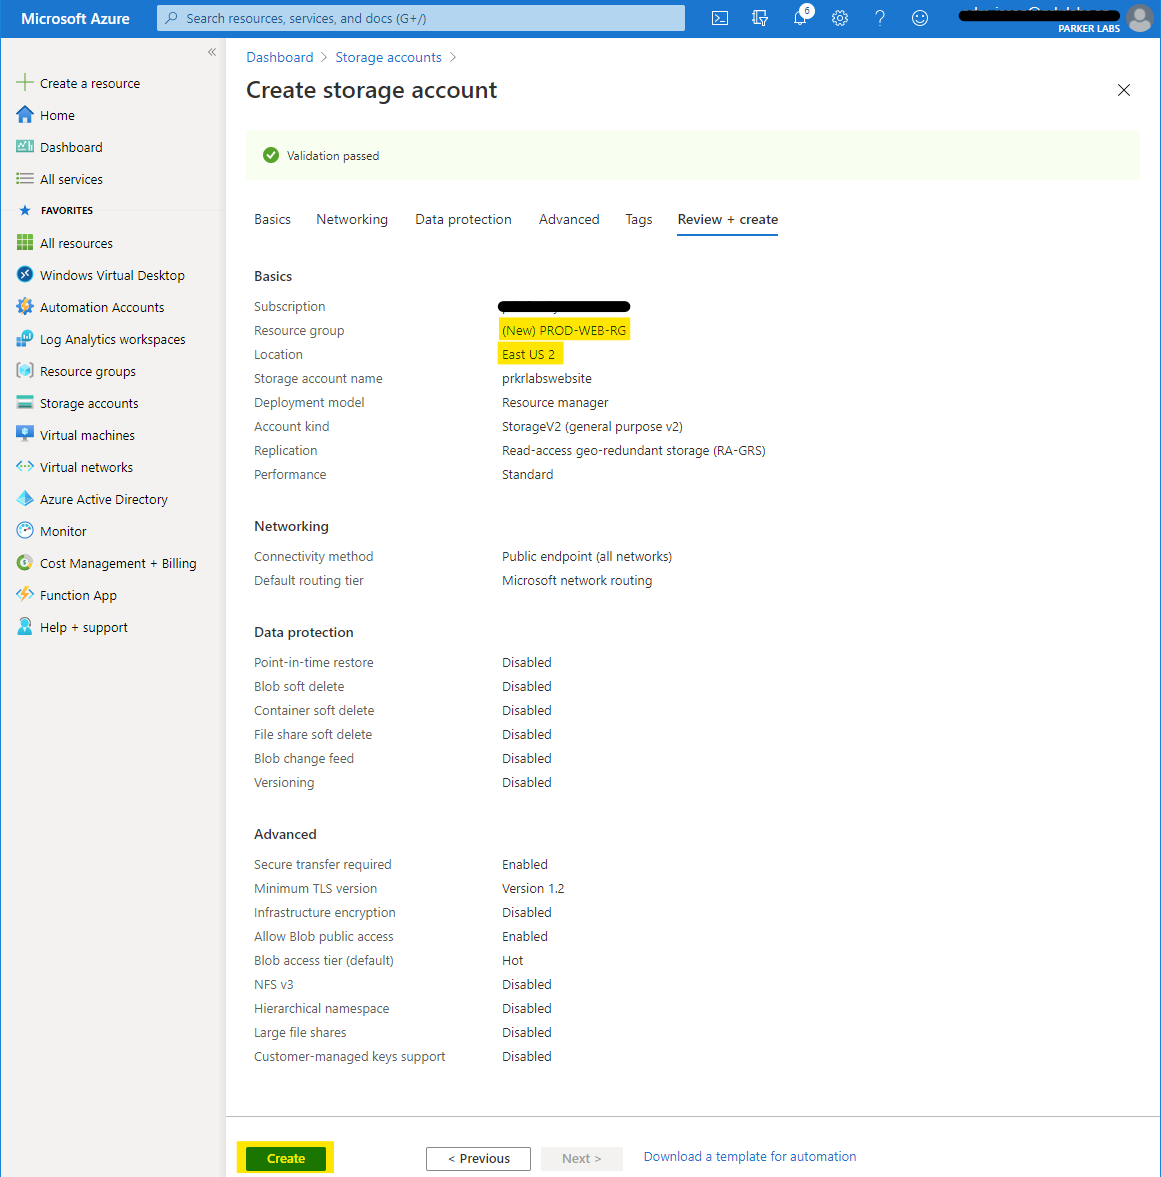 Microsoft Azure
Search resources, services, and docs (G+/)
6
PARKER LABS
«
Create a resource
Home
Dashboard
All services
FAVORITES
All resources
Windows Virtual Desktop
Automation Accounts
Log Analytics workspaces
Resource groups
Storage accounts
Virtual machines
Virtual networks
Azure Active Directory
Monitor
Cost Management + Billing
Function App
Help + support
Dashboard > Storage accounts >
Create storage account
Validation passed
Basics Networking Data protection Advanced Tags Review + create
Basics
Subscription
Resource group (New) PROD-WEB-RG
Location East US 2
Storage account name prkrlabswebsite
Deployment model Resource manager
Account kind StorageV2 (general purpose v2)
Replication Read-access geo-redundant storage (RA-GRS)
Performance Standard
Networking
Connectivity method Public endpoint (all networks)
Default routing tier Microsoft network routing
Data protection
Point-in-time restore Disabled
Blob soft delete Disabled
Container soft delete Disabled
File share soft delete Disabled
Blob change feed Disabled
Versioning Disabled
Advanced
Secure transfer required Enabled
Minimum TLS version Version 1.2
Infrastructure encryption Disabled
Allow Blob public access Enabled
Blob access tier (default) Hot
NFS v3 Disabled
Hierarchical namespace Disabled
Large file shares Disabled
Customer-managed keys support Disabled
Create < Previous Next > Download a template for automation